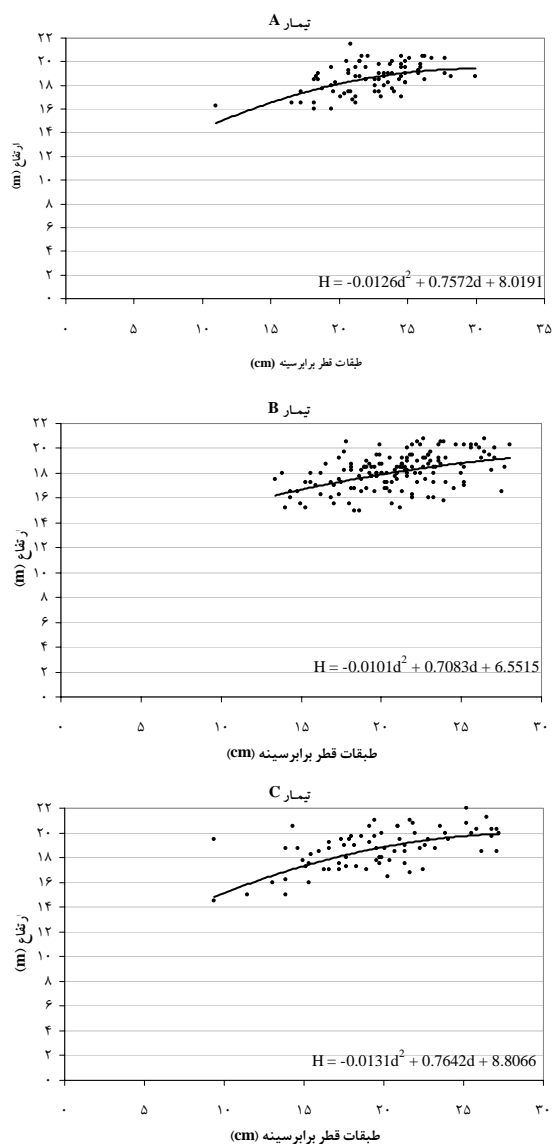 تیمـار A
۲۲
۲۰
۱۸
۱۶
۱۴
۱۲
۱۰
۸
۶
۴
۲
۰
ارتفاع (m)
H = -0.0126d² + 0.7572d + 8.0191
۰ ۵ ۱۰ ۱۵ ۲۰ ۲۵ ۳۰ ۳۵
طبقات قطر برابرسینه (cm)
تیمـار B
۲۲
۲۰
۱۸
۱۶
۱۴
۱۲
۱۰
۸
۶
۴
۲
۰
ارتفاع (m)
H = -0.0101d² + 0.7083d + 6.5515
۰ ۵ ۱۰ ۱۵ ۲۰ ۲۵ ۳۰
طبقات قطر برابرسینه (cm)
تیمـار C
۲۲
۲۰
۱۸
۱۶
۱۴
۱۲
۱۰
۸
۶
۴
۲
۰
ارتفاع (m)
H = -0.0131d² + 0.7642d + 8.8066
۰ ۵ ۱۰ ۱۵ ۲۰ ۲۵ ۳۰
طبقات قطر برابرسینه (cm)